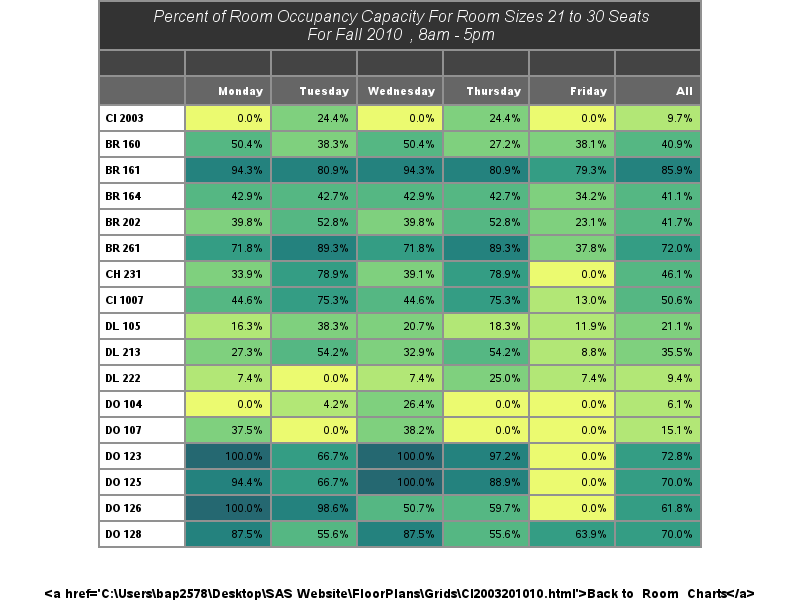 Percent of Room Occupancy Capacity For Room Sizes 21 to 30 Seats
For Fall 2010 , 8am - 5pm
Monday Tuesday Wednesday Thursday Friday All
CI 2003 0.0% 24.4% 0.0% 24.4% 0.0% 9.7%
BR 160 50.4% 38.3% 50.4% 27.2% 38.1% 40.9%
BR 161 94.3% 80.9% 94.3% 80.9% 79.3% 85.9%
BR 164 42.9% 42.7% 42.9% 42.7% 34.2% 41.1%
BR 202 39.8% 52.8% 39.8% 52.8% 23.1% 41.7%
BR 261 71.8% 89.3% 71.8% 89.3% 37.8% 72.0%
CH 231 33.9% 78.9% 39.1% 78.9% 0.0% 46.1%
CI 1007 44.6% 75.3% 44.6% 75.3% 13.0% 50.6%
DL 105 16.3% 38.3% 20.7% 18.3% 11.9% 21.1%
DL 213 27.3% 54.2% 32.9% 54.2% 8.8% 35.5%
DL 222 7.4% 0.0% 7.4% 25.0% 7.4% 9.4%
DO 104 0.0% 4.2% 26.4% 0.0% 0.0% 6.1%
DO 107 37.5% 0.0% 38.2% 0.0% 0.0% 15.1%
DO 123 100.0% 66.7% 100.0% 97.2% 0.0% 72.8%
DO 125 94.4% 66.7% 100.0% 88.9% 0.0% 70.0%
DO 126 100.0% 98.6% 50.7% 59.7% 0.0% 61.8%
DO 128 87.5% 55.6% 87.5% 55.6% 63.9% 70.0%
<a href='C:\Users\bap2578\Desktop\SAS Website\FloorPlans\Grids\CI2003201010.html'>Back to Room Charts</a>